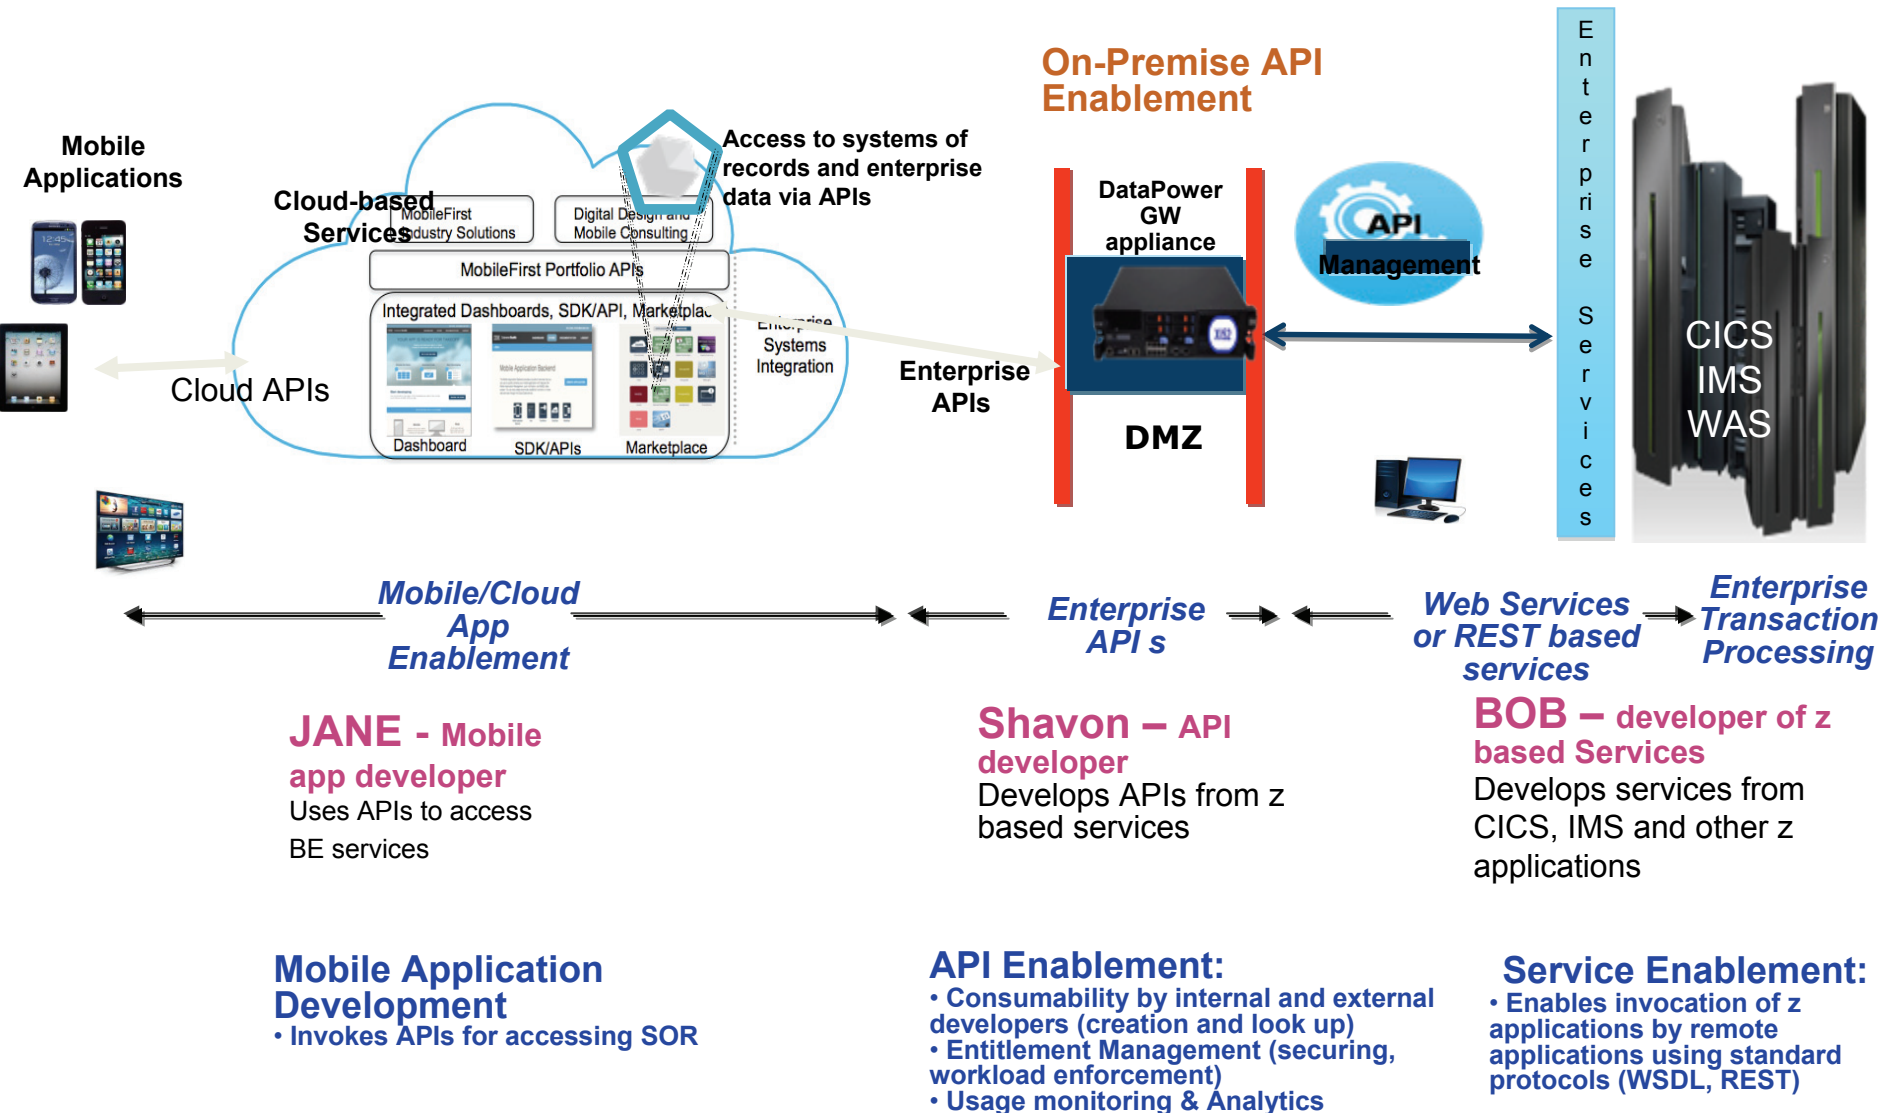 On-Premise API
Enablement
Mobile
Applications
Cloud-based
Services
Access to systems of
records and enterprise
data via APIs
MobileFirst
Industry Solutions
Digital Design and
Mobile Consulting
MobileFirst Portfolio APIs
Integrated Dashboards, SDK/API, Marketplac
Dashboard
SDK/APIs
Marketplace
Enterprise
Systems
Integration
Cloud APIs
Enterprise
APIs
DataPower
GW
appliance
DMZ
API
Management
Enterprise Services
CICS
IMS
WAS
Mobile/Cloud
App
Enablement
Enterprise
API s
Web Services
or REST based
services
Enterprise
Transaction
Processing
JANE - Mobile
app developer
Uses APIs to access
BE services
Shavon – API
developer
Develops APIs from z
based services
BOB – developer of z
based Services
Develops services from
CICS, IMS and other z
applications
Mobile Application
Development
• Invokes APIs for accessing SOR
API Enablement:
• Consumability by internal and external
developers (creation and look up)
• Entitlement Management (securing,
workload enforcement)
• Usage monitoring & Analytics
Service Enablement:
• Enables invocation of z
applications by remote
applications using standard
protocols (WSDL, REST)